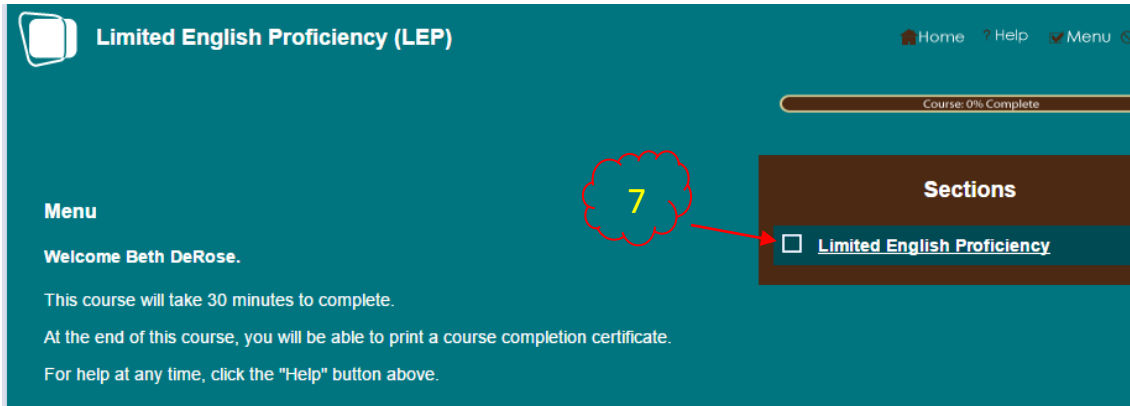 Limited English Proficiency (LEP)
Home ? Help Menu
Course: 0% Complete
7
Sections
Limited English Proficiency
Menu
Welcome Beth DeRose.
This course will take 30 minutes to complete.
At the end of this course, you will be able to print a course completion certificate.
For help at any time, click the "Help" button above.